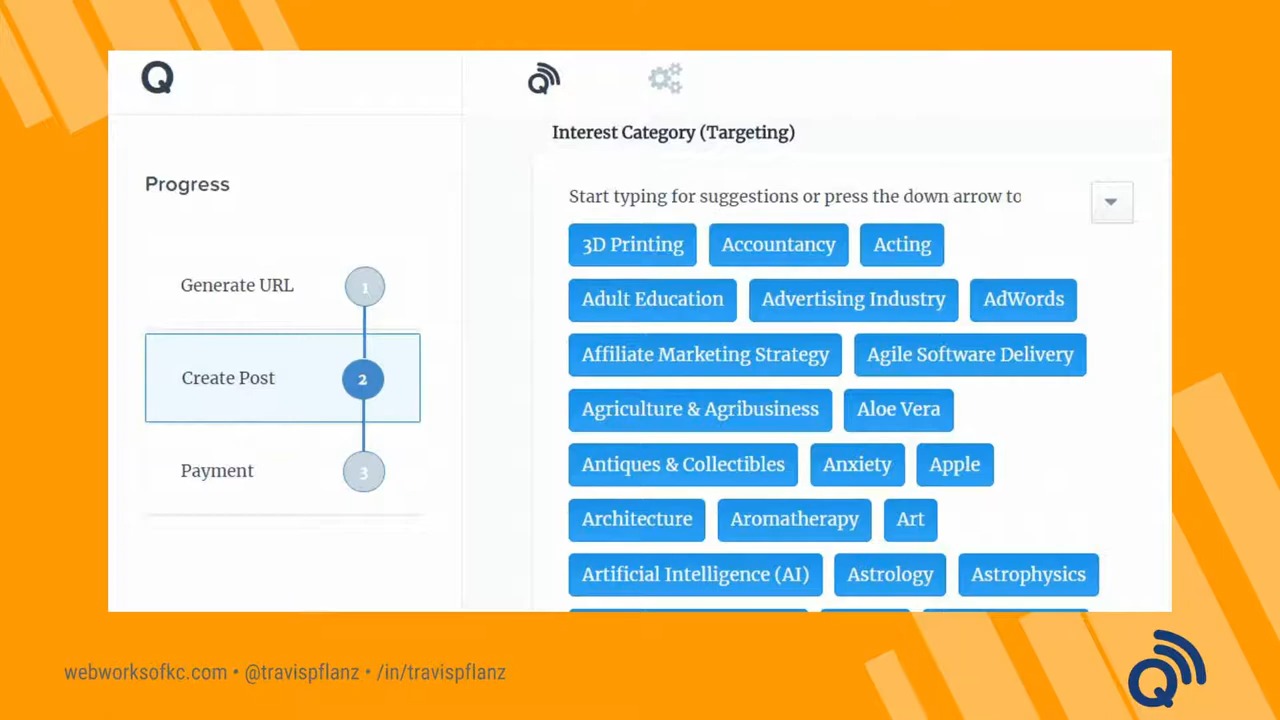 Q
Q
Interest Category (Targeting)
Progress
Start typing for suggestions or press the down arrow to
3D Printing Accountancy Acting
Generate URL 1
Adult Education Advertising Industry AdWords
Affiliate Marketing Strategy Agile Software Delivery
Create Post 2
Agriculture & Agribusiness Aloe Vera
Antiques & Collectibles Anxiety Apple
Payment 3
Architecture Aromatherapy Art
Artificial Intelligence (AI) Astrology Astrophysics
webworksofkc.com • @travispflanz • /in/travispflanz
Q